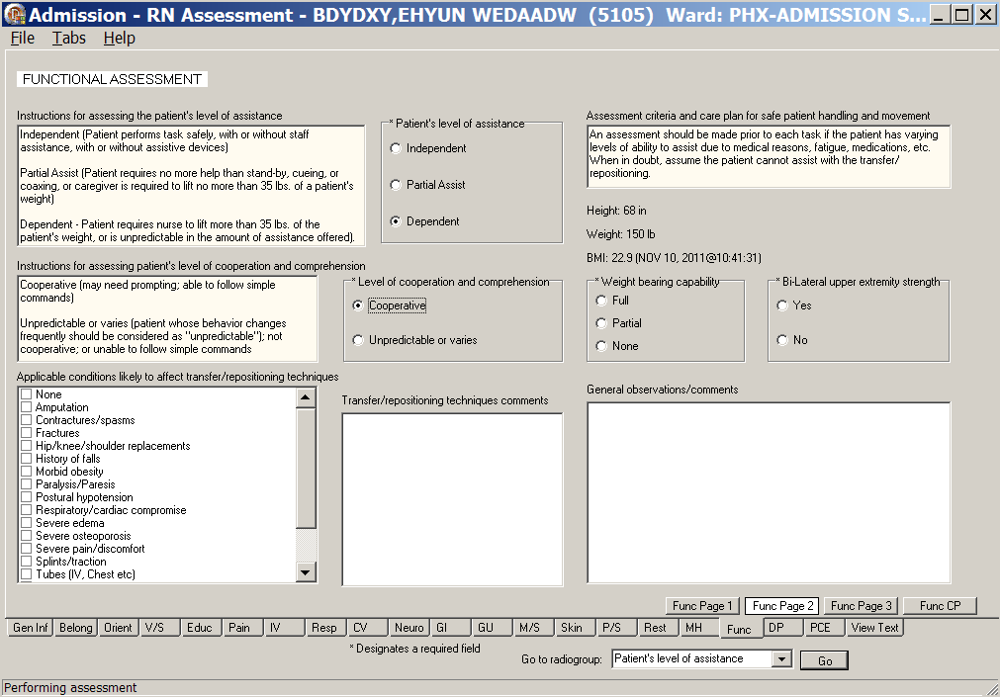 Admission - RN Assessment - BDYDXY,EHYUN WEDAADW (5105) Ward: PHX-ADMISSION S...
File Tabs Help
FUNCTIONAL ASSESSMENT
Instructions for assessing the patient's level of assistance
Independent (Patient performs task safely, with or without staff
assistance, with or without assistive devices)
Partial Assist (Patient requires no more help than stand-by, cueing, or
coaxing, or caregiver is required to lift no more than 35 lbs. of a patient's
weight)
Dependent - Patient requires nurse to lift more than 35 lbs. of the
patient's weight, or is unpredictable in the amount of assistance offered).
* Patient's level of assistance
Independent
Partial Assist
Dependent
Assessment criteria and care plan for safe patient handling and movement
An assessment should be made prior to each task if the patient has varying
levels of ability to assist due to medical reasons, fatigue, medications, etc.
When in doubt, assume the patient cannot assist with the transfer/
repositioning.
Height: 68 in
Weight: 150 lb
BMI: 22.9 (NOV 10, 2011@10:41:31)
Instructions for assessing patient's level of cooperation and comprehension
Cooperative (may need prompting; able to follow simple
commands)
Unpredictable or varies (patient whose behavior changes
frequently should be considered as "unpredictable"); not
cooperative; or unable to follow simple commands
* Level of cooperation and comprehension
Cooperative
Unpredictable or varies
* Weight bearing capability
Full
Partial
None
* Bi-Lateral upper extremity strength
Yes
No
Applicable conditions likely to affect transfer/repositioning techniques
None
Amputation
Contractures/spasms
Fractures
Hip/knee/shoulder replacements
History of falls
Morbid obesity
Paralysis/Paresis
Postural hypotension
Respiratory/cardiac compromise
Severe edema
Severe osteoporosis
Severe pain/discomfort
Splints/traction
Tubes (IV, Chest etc)
Transfer/repositioning techniques comments
General observations/comments
Func Page 1 Func Page 2 Func Page 3 Func CP
Gen Inf Belong Orient V/S Educ Pain IV Resp CV Neuro GI GU M/S Skin P/S Rest MH Func DP PCE View Text
* Designates a required field
Go to radiogroup: Patient's level of assistance Go
Performing assessment